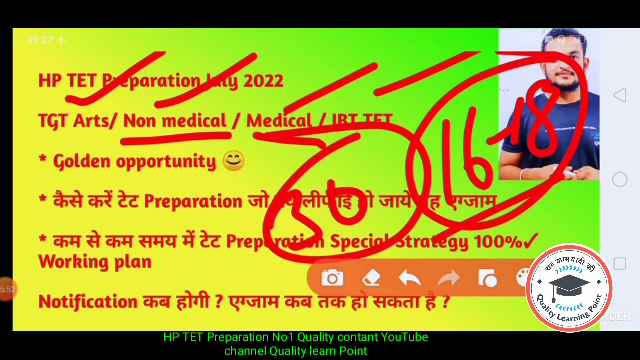 09:27
HP TET Preparation July 2022
TGT Arts/ Non medical / Medical / JBT TET
16-18
30
* Golden opportunity 😊
* कैसे करें टेट Preparation जो हो जाये एग्जाम
* कम से कम समय में टेट Preparation Special Strategy 100%✓
Working plan
5:52
Notification कब होगी ? एग्जाम कब तक हो सकता है ?
Quality Learning Point
HP TET Preparation No1 Quality contant YouTube
channel Quality learn Point